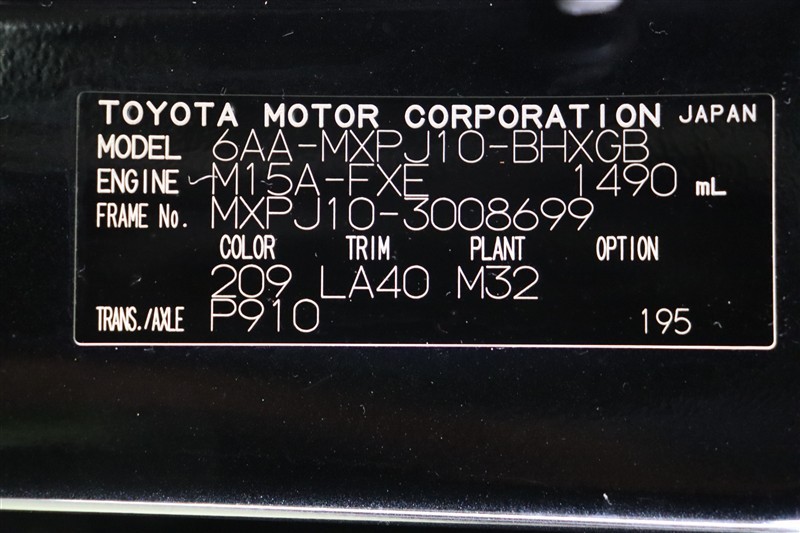 TOYOTA MOTOR CORPORATION JAPAN
MODEL 6AA-MXPJ10-BHXGB
ENGINE M15A-FXE 1490 mL
FRAME No. MXPJ10-3008699
COLOR TRIM PLANT OPTION
209 LA40 M32
TRANS./AXLE P910 195